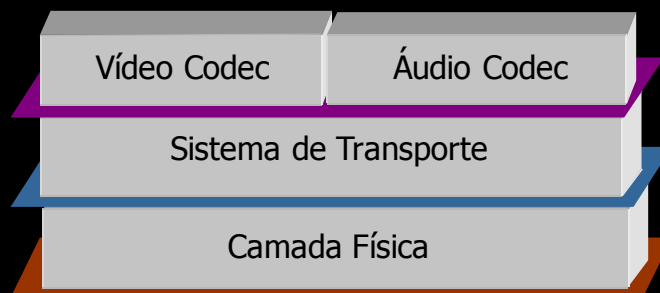 Vídeo Codec
Áudio Codec
Sistema de Transporte
Camada Física